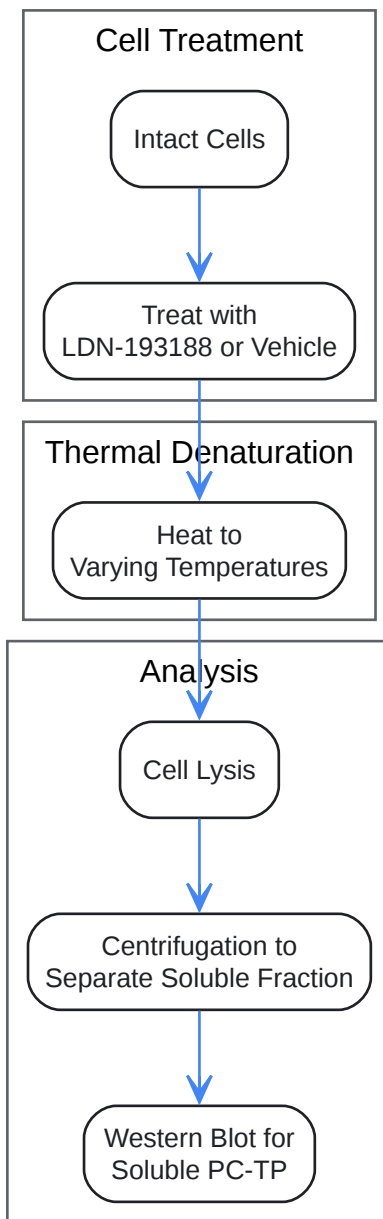 Cell Treatment
Intact Cells
Treat with
LDN-193188 or Vehicle
Thermal Denaturation
Heat to
Varying Temperatures
Analysis
Cell Lysis
Centrifugation to
Separate Soluble Fraction
Western Blot for
Soluble PC-TP